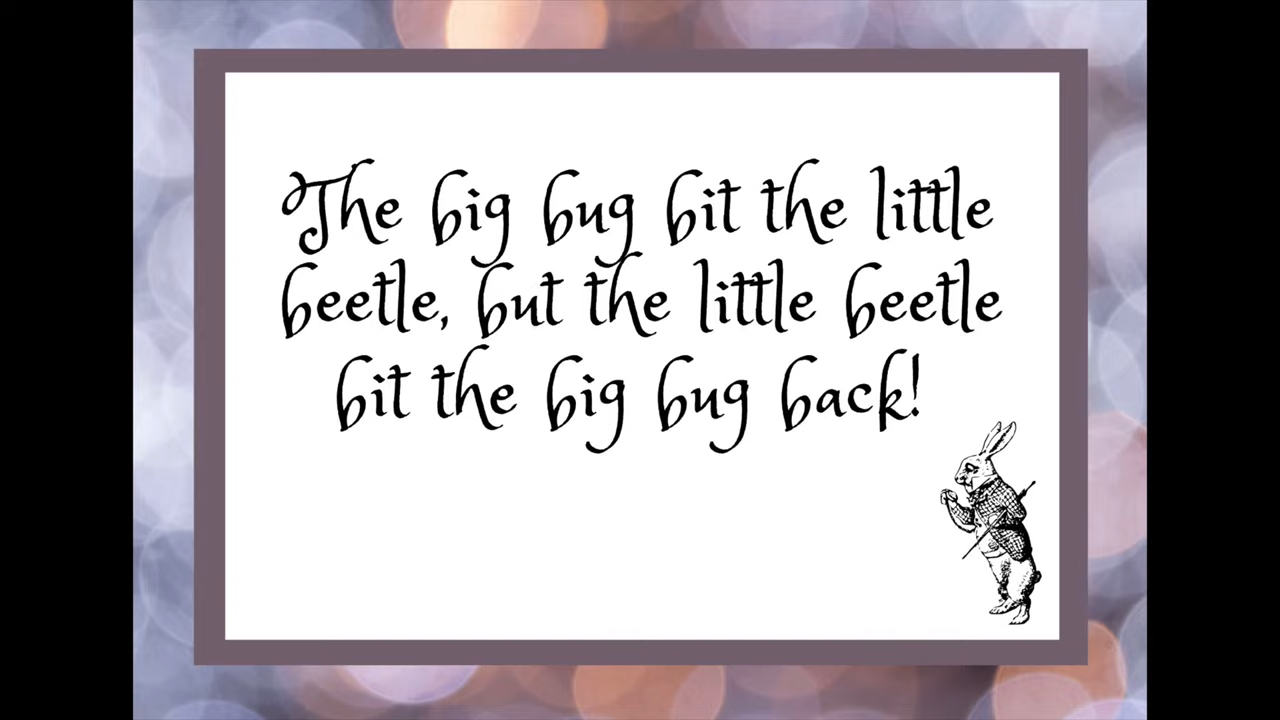 The big bug bit the little
beetle, but the little beetle
bit the big bug back!